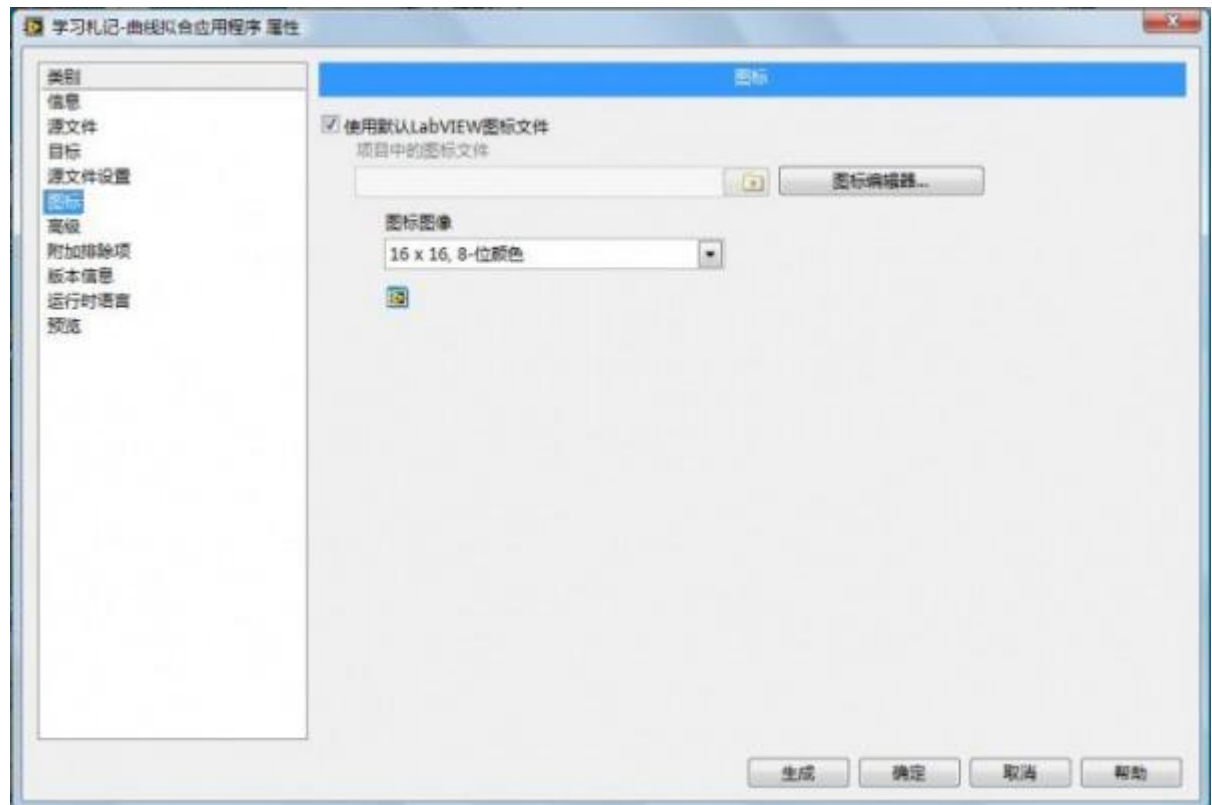 学习札记-曲线拟合应用程序 属性
类别
信息
源文件
目标
源文件设置
图标
高级
附加排除项
版本信息
运行时语言
预览
图标
使用默认LabVIEW图标文件
项目中的图标文件
图标编辑器...
图标图像
16 x 16, 8-位颜色
生成
确定
取消
帮助